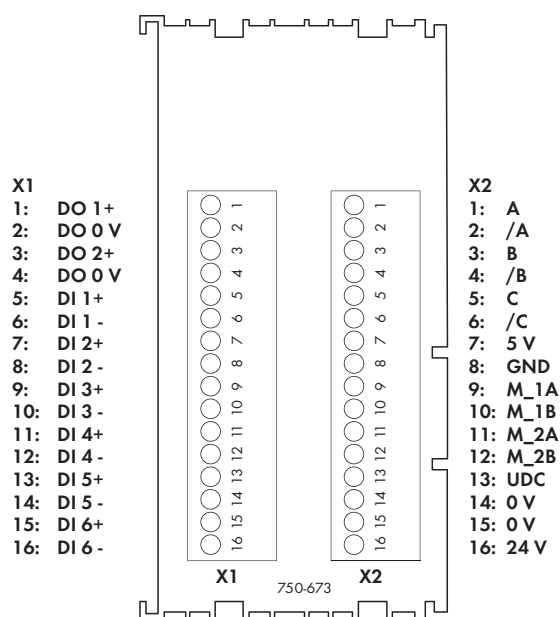 X1
1: DO 1+
2: DO 0 V
3: DO 2+
4: DO 0 V
5: DI 1+
6: DI 1 -
7: DI 2+
8: DI 2 -
9: DI 3+
10: DI 3 -
11: DI 4+
12: DI 4 -
13: DI 5+
14: DI 5 -
15: DI 6+
16: DI 6 -
1
2
3
4
5
6
7
8
9
10
11
12
13
14
15
16
X1
1
2
3
4
5
6
7
8
9
10
11
12
13
14
15
16
X2
750-673
X2
1: A
2: /A
3: B
4: /B
5: C
6: /C
7: 5 V
8: GND
9: M_1A
10: M_1B
11: M_2A
12: M_2B
13: UDC
14: 0 V
15: 0 V
16: 24 V